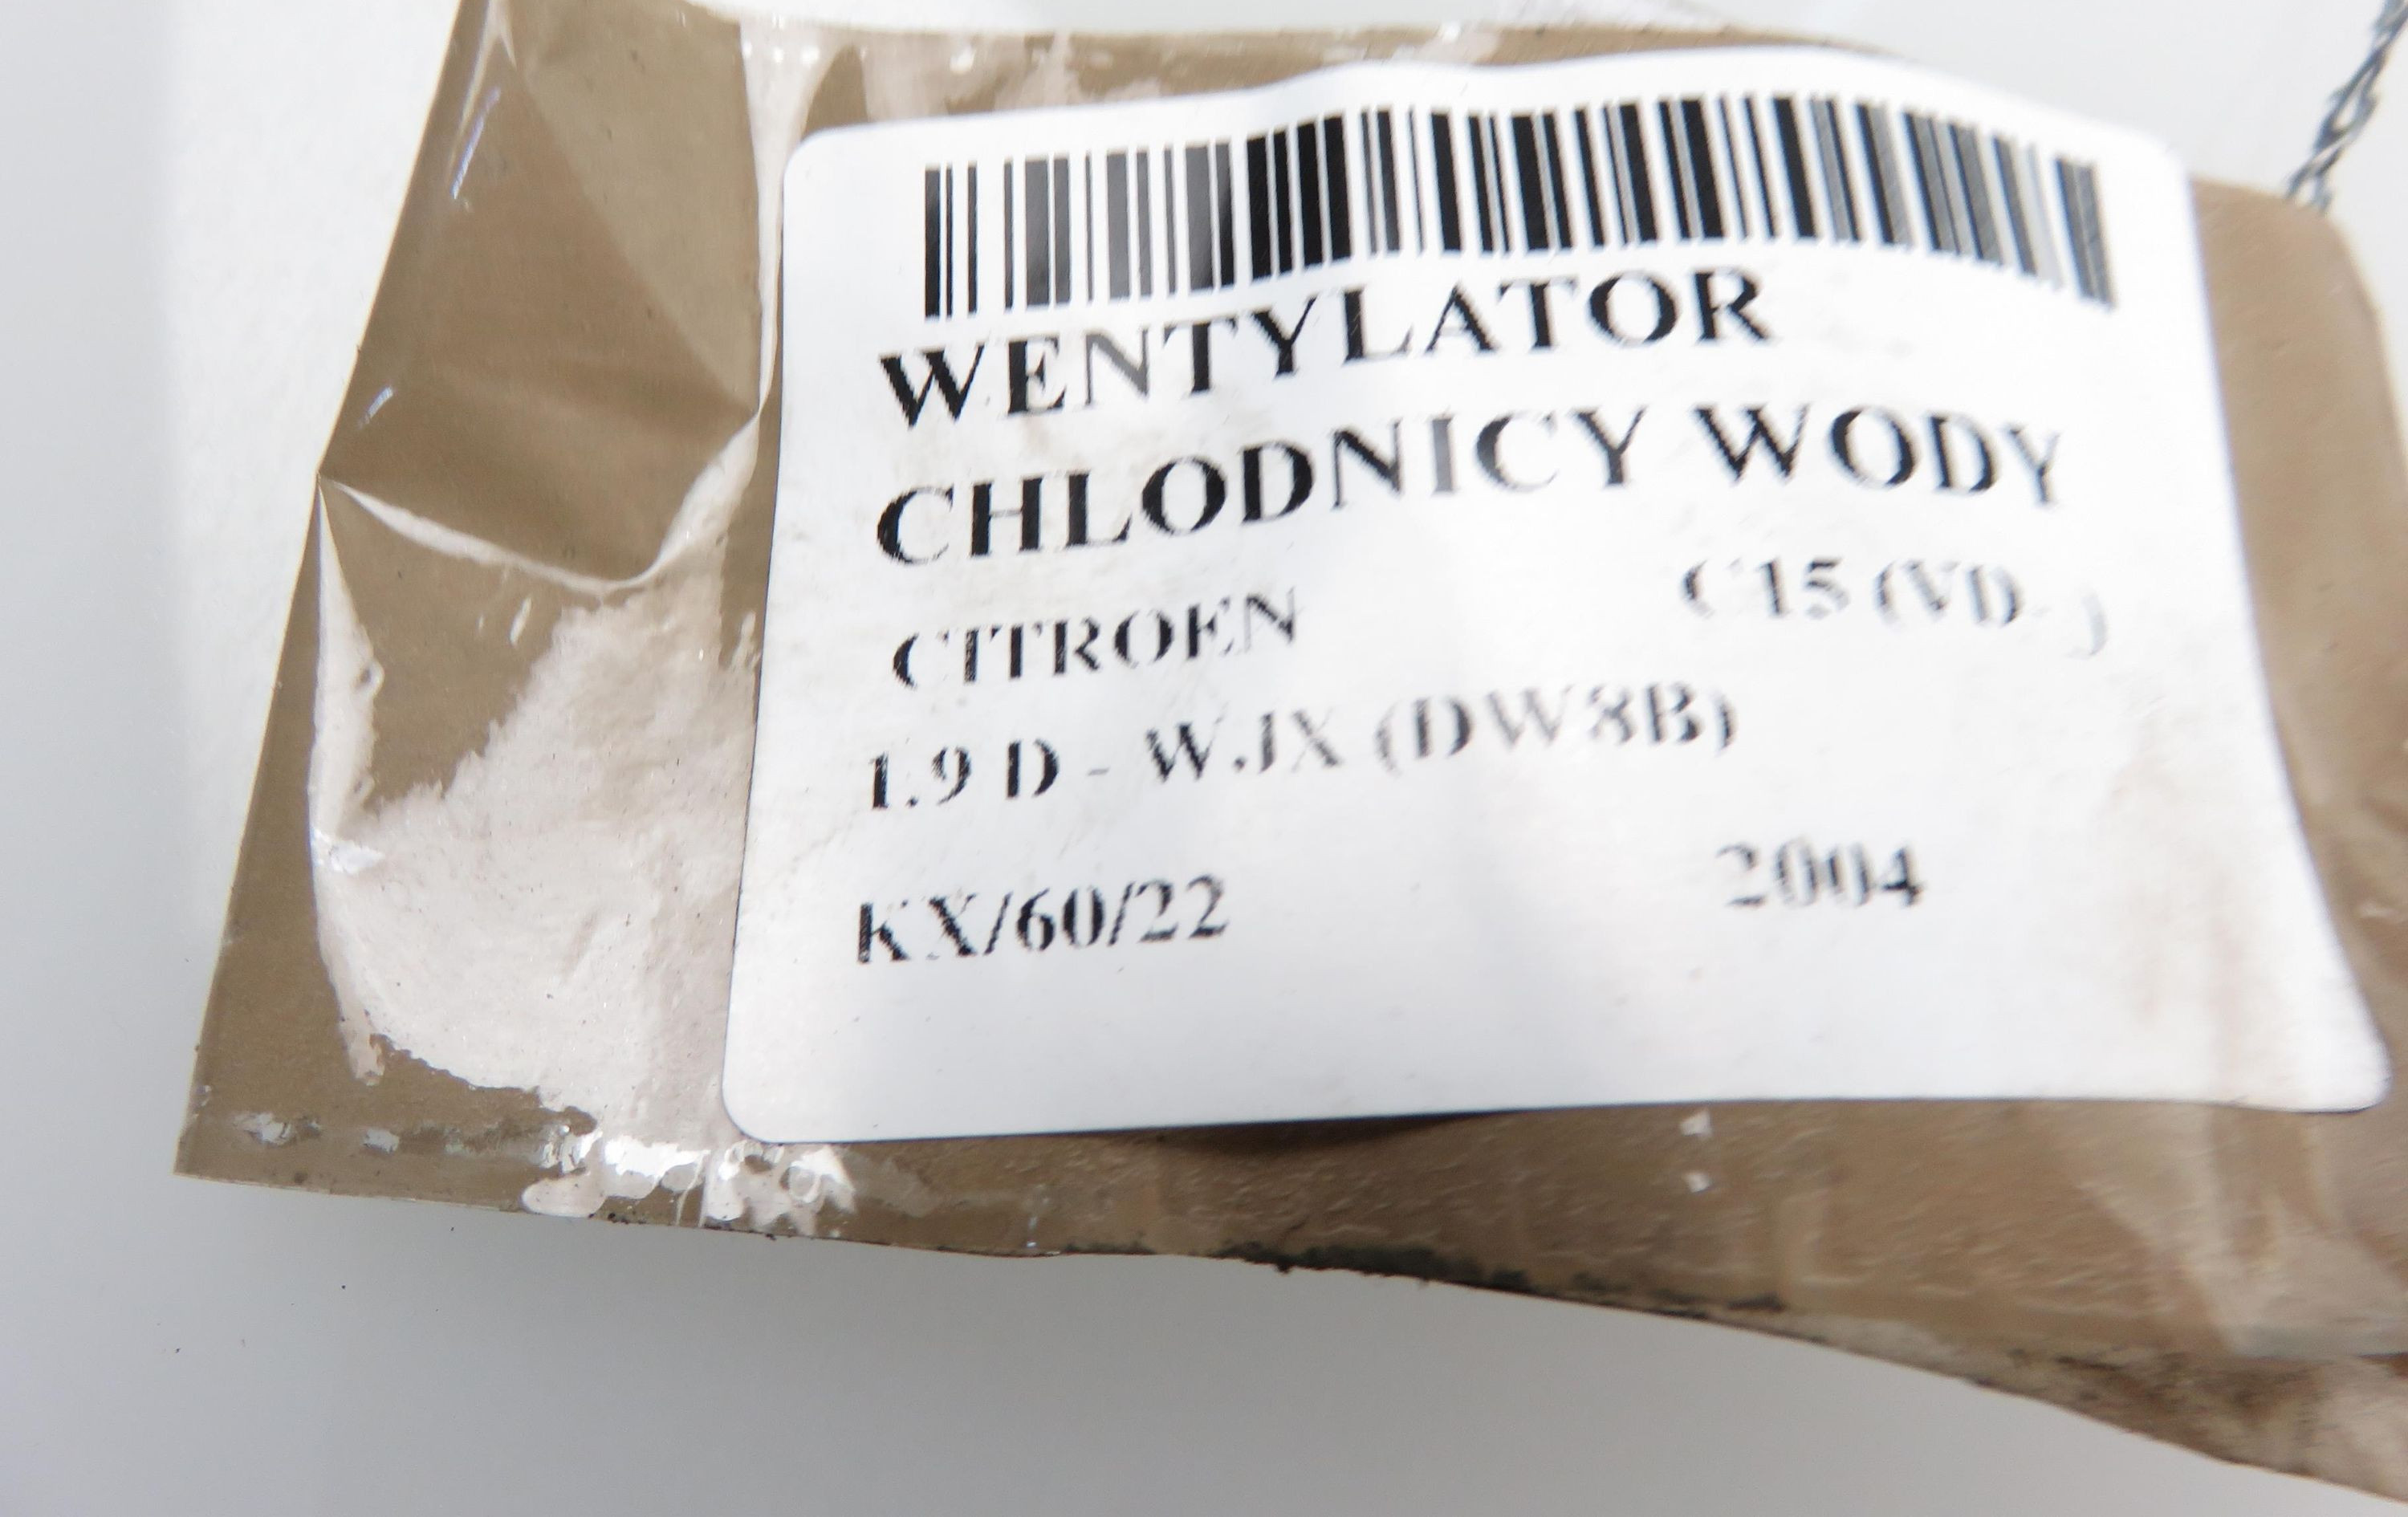 WENTYLATOR
CHLODNICY WODY
CITROEN C15 (VD-)
1.9 D - WJX (DW8B)
KX/60/22 2004